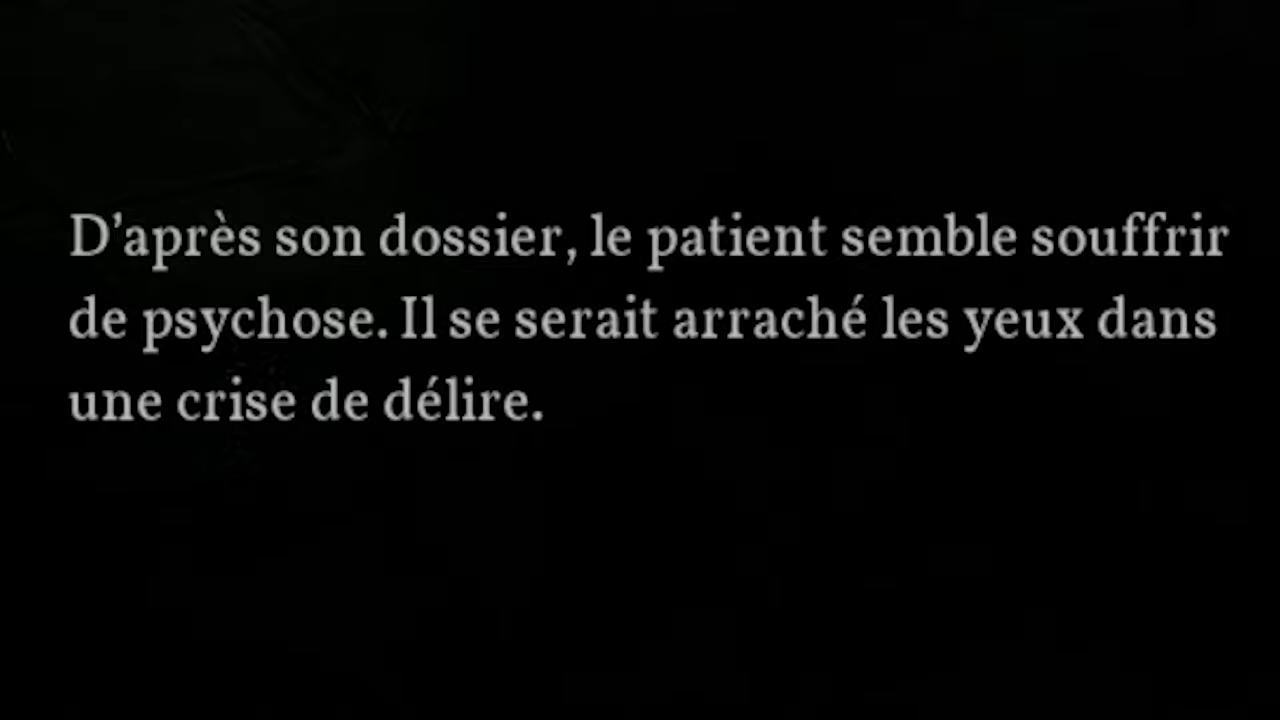 D’après son dossier, le patient semble souffrir
de psychose. Il se serait arraché les yeux dans
une crise de délire.